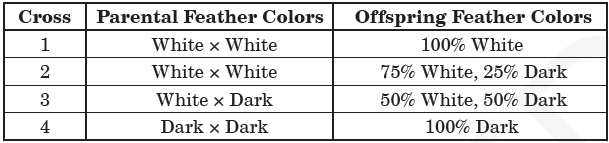 Cross Parental Feather Colors Offspring Feather Colors
1 White × White 100% White
2 White × White 75% White, 25% Dark
3 White × Dark 50% White, 50% Dark
4 Dark × Dark 100% Dark